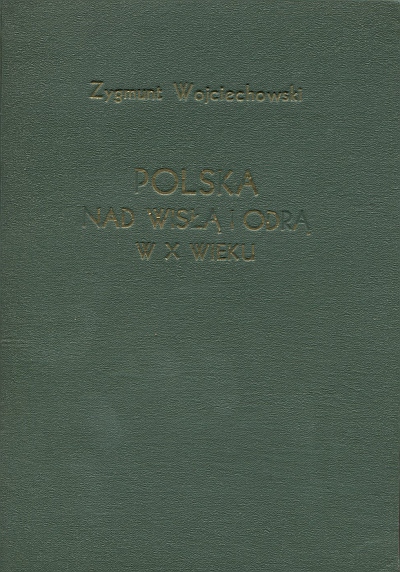 Zygmunt Wojciechowski
POLSKA
NAD WISŁĄ I ODRĄ
W X WIEKU